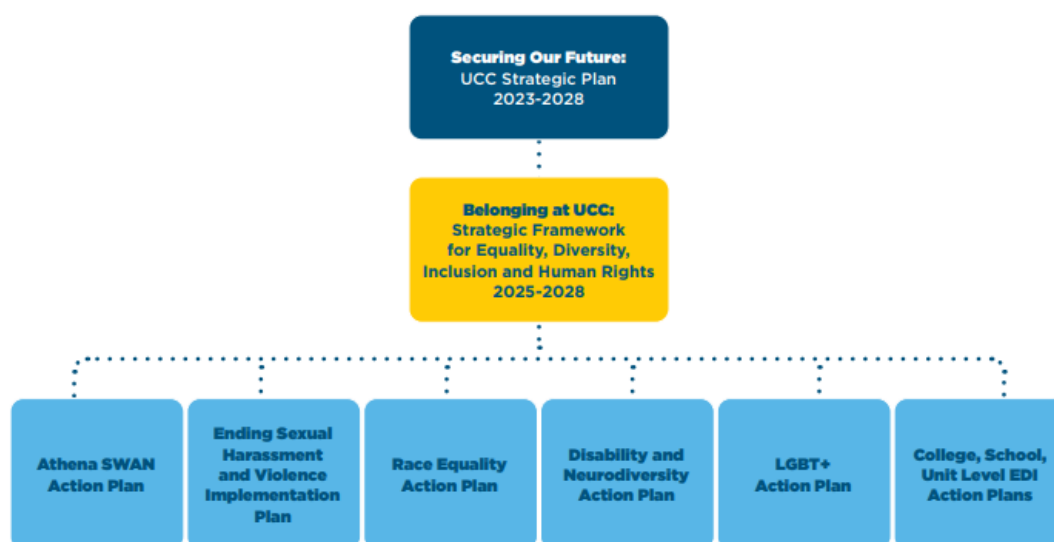 Securing Our Future:
UCC Strategic Plan
2023-2028
Belonging at UCC:
Strategic Framework
for Equality, Diversity,
Inclusion and Human Rights
2025-2028
Athena SWAN
Action Plan
Ending Sexual
Harassment
and Violence
Implementation
Plan
Race Equality
Action Plan
Disability and
Neurodiversity
Action Plan
LGBT+
Action Plan
College, School,
Unit Level EDI
Action Plans